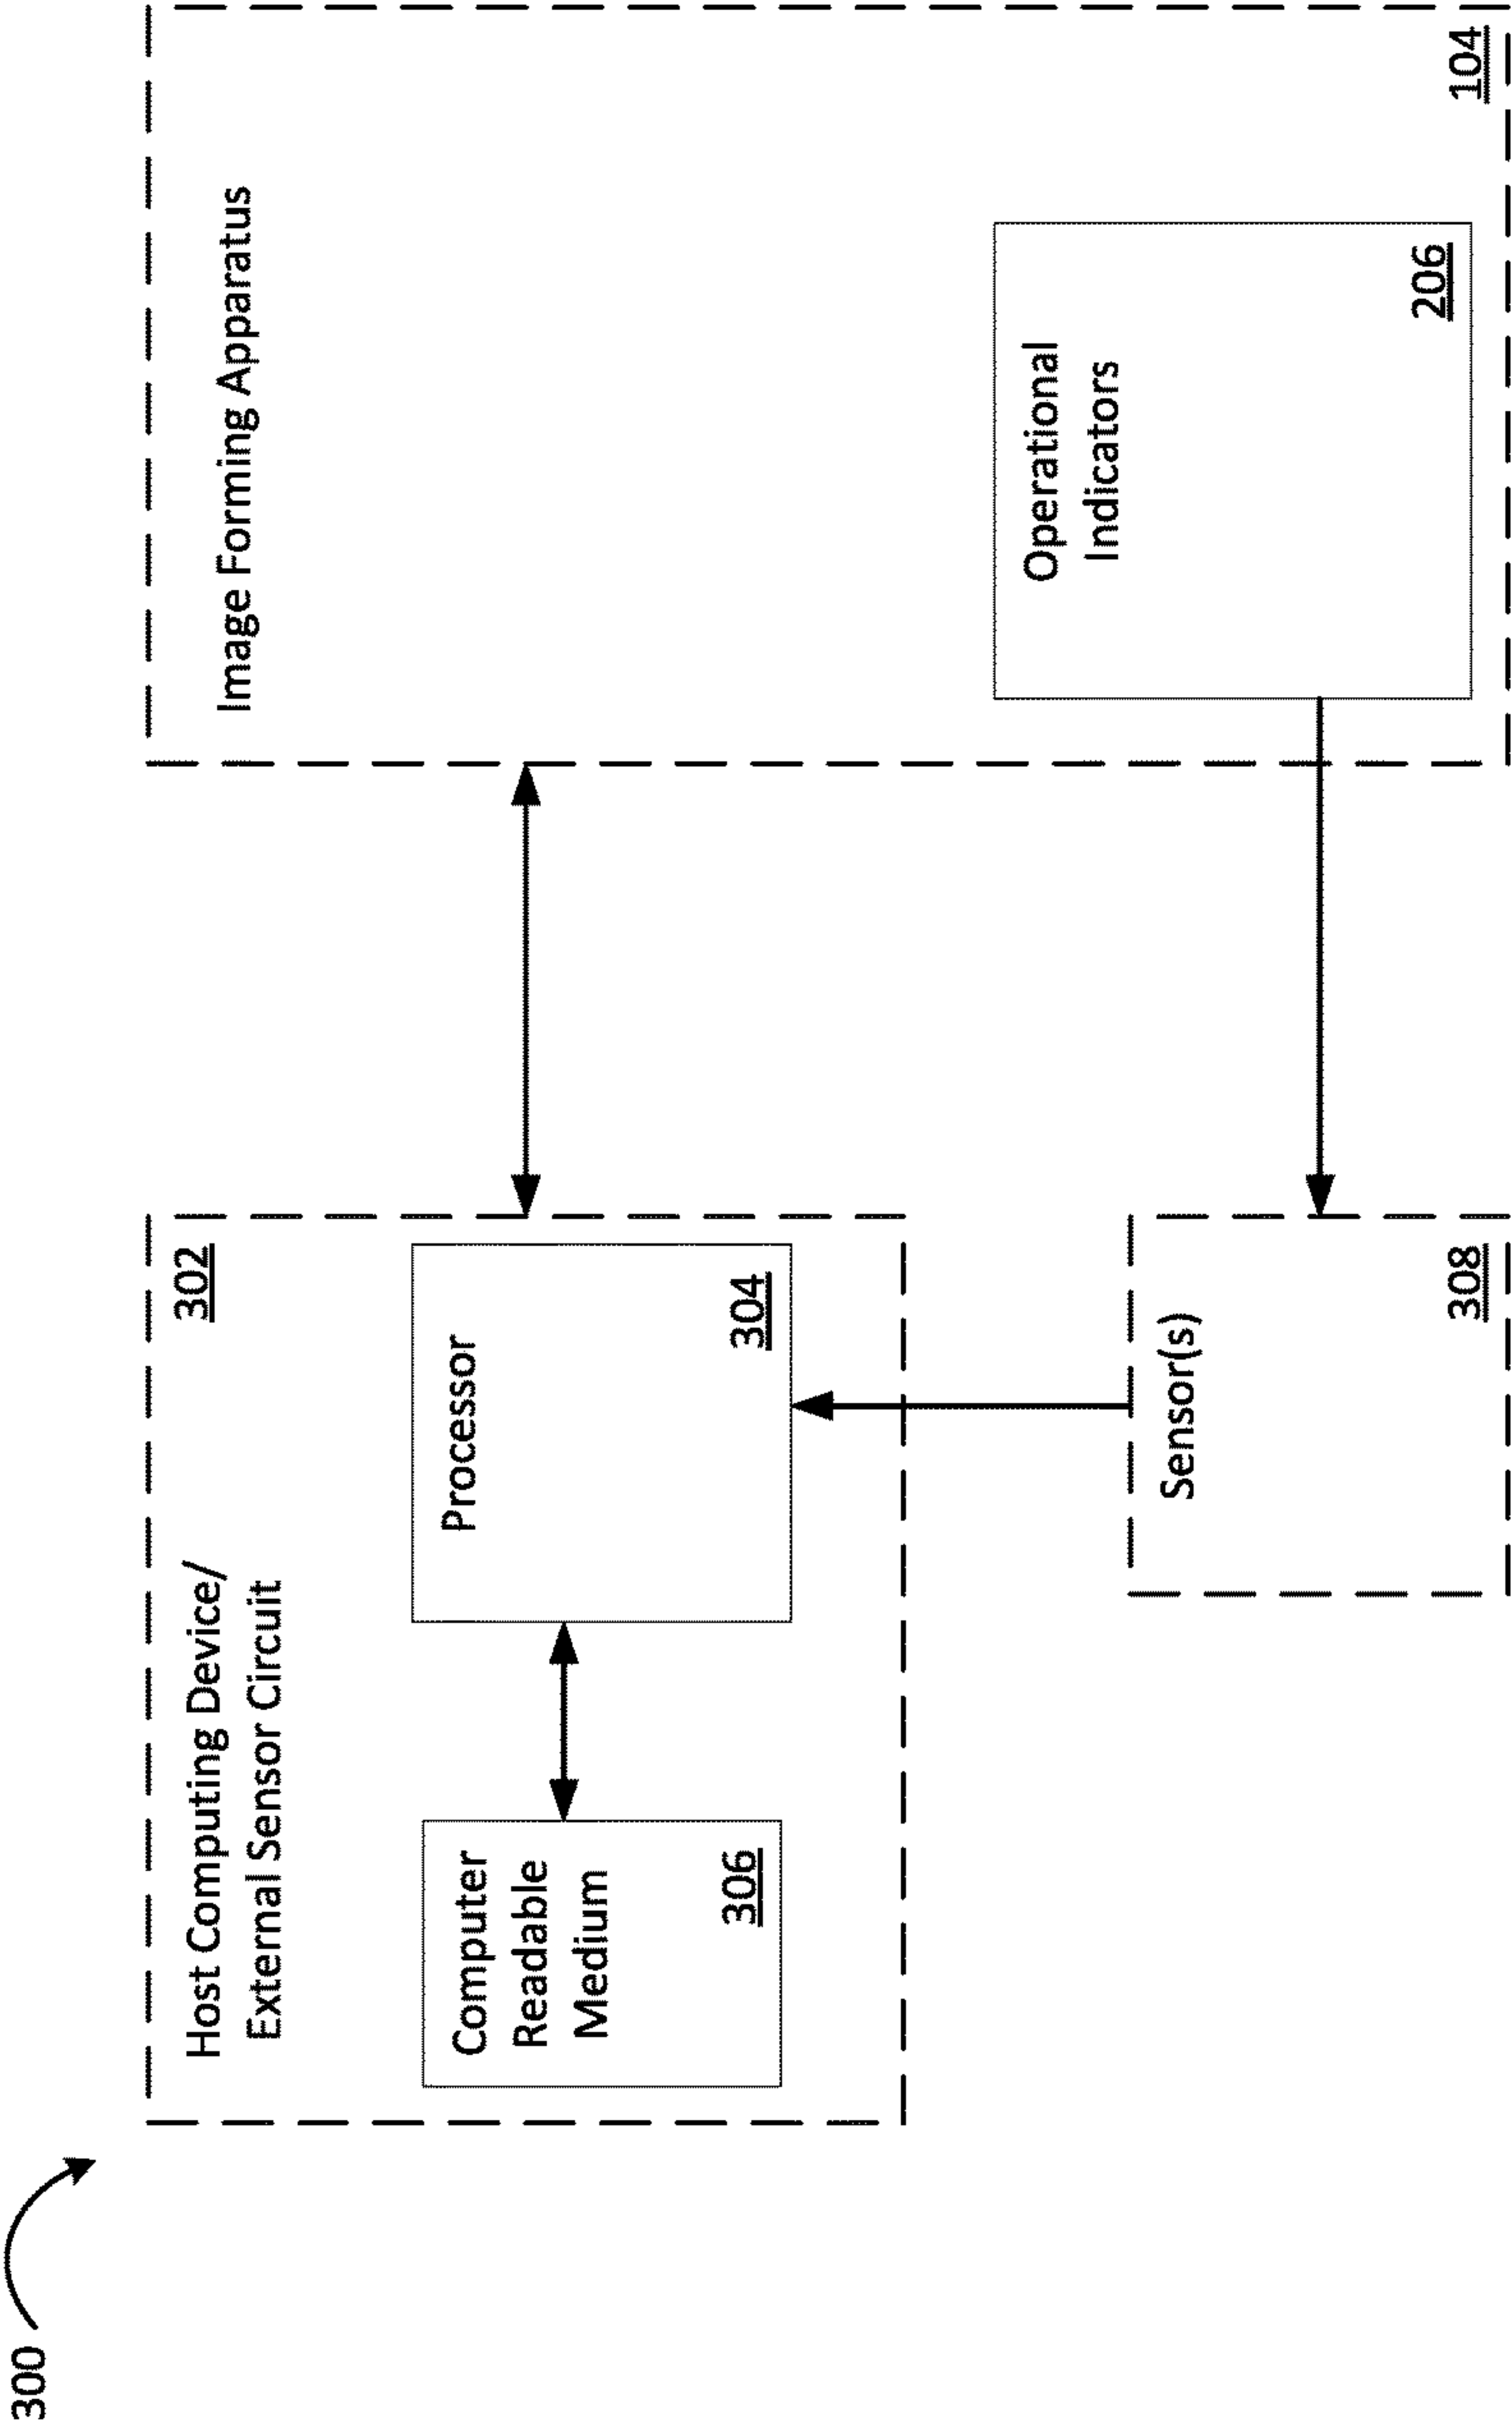 300
Host Computing Device/
External Sensor Circuit
302
Computer
Readable
Medium
306
Processor
304
Sensor(s)
308
Image Forming Apparatus
Operational
Indicators
206
104